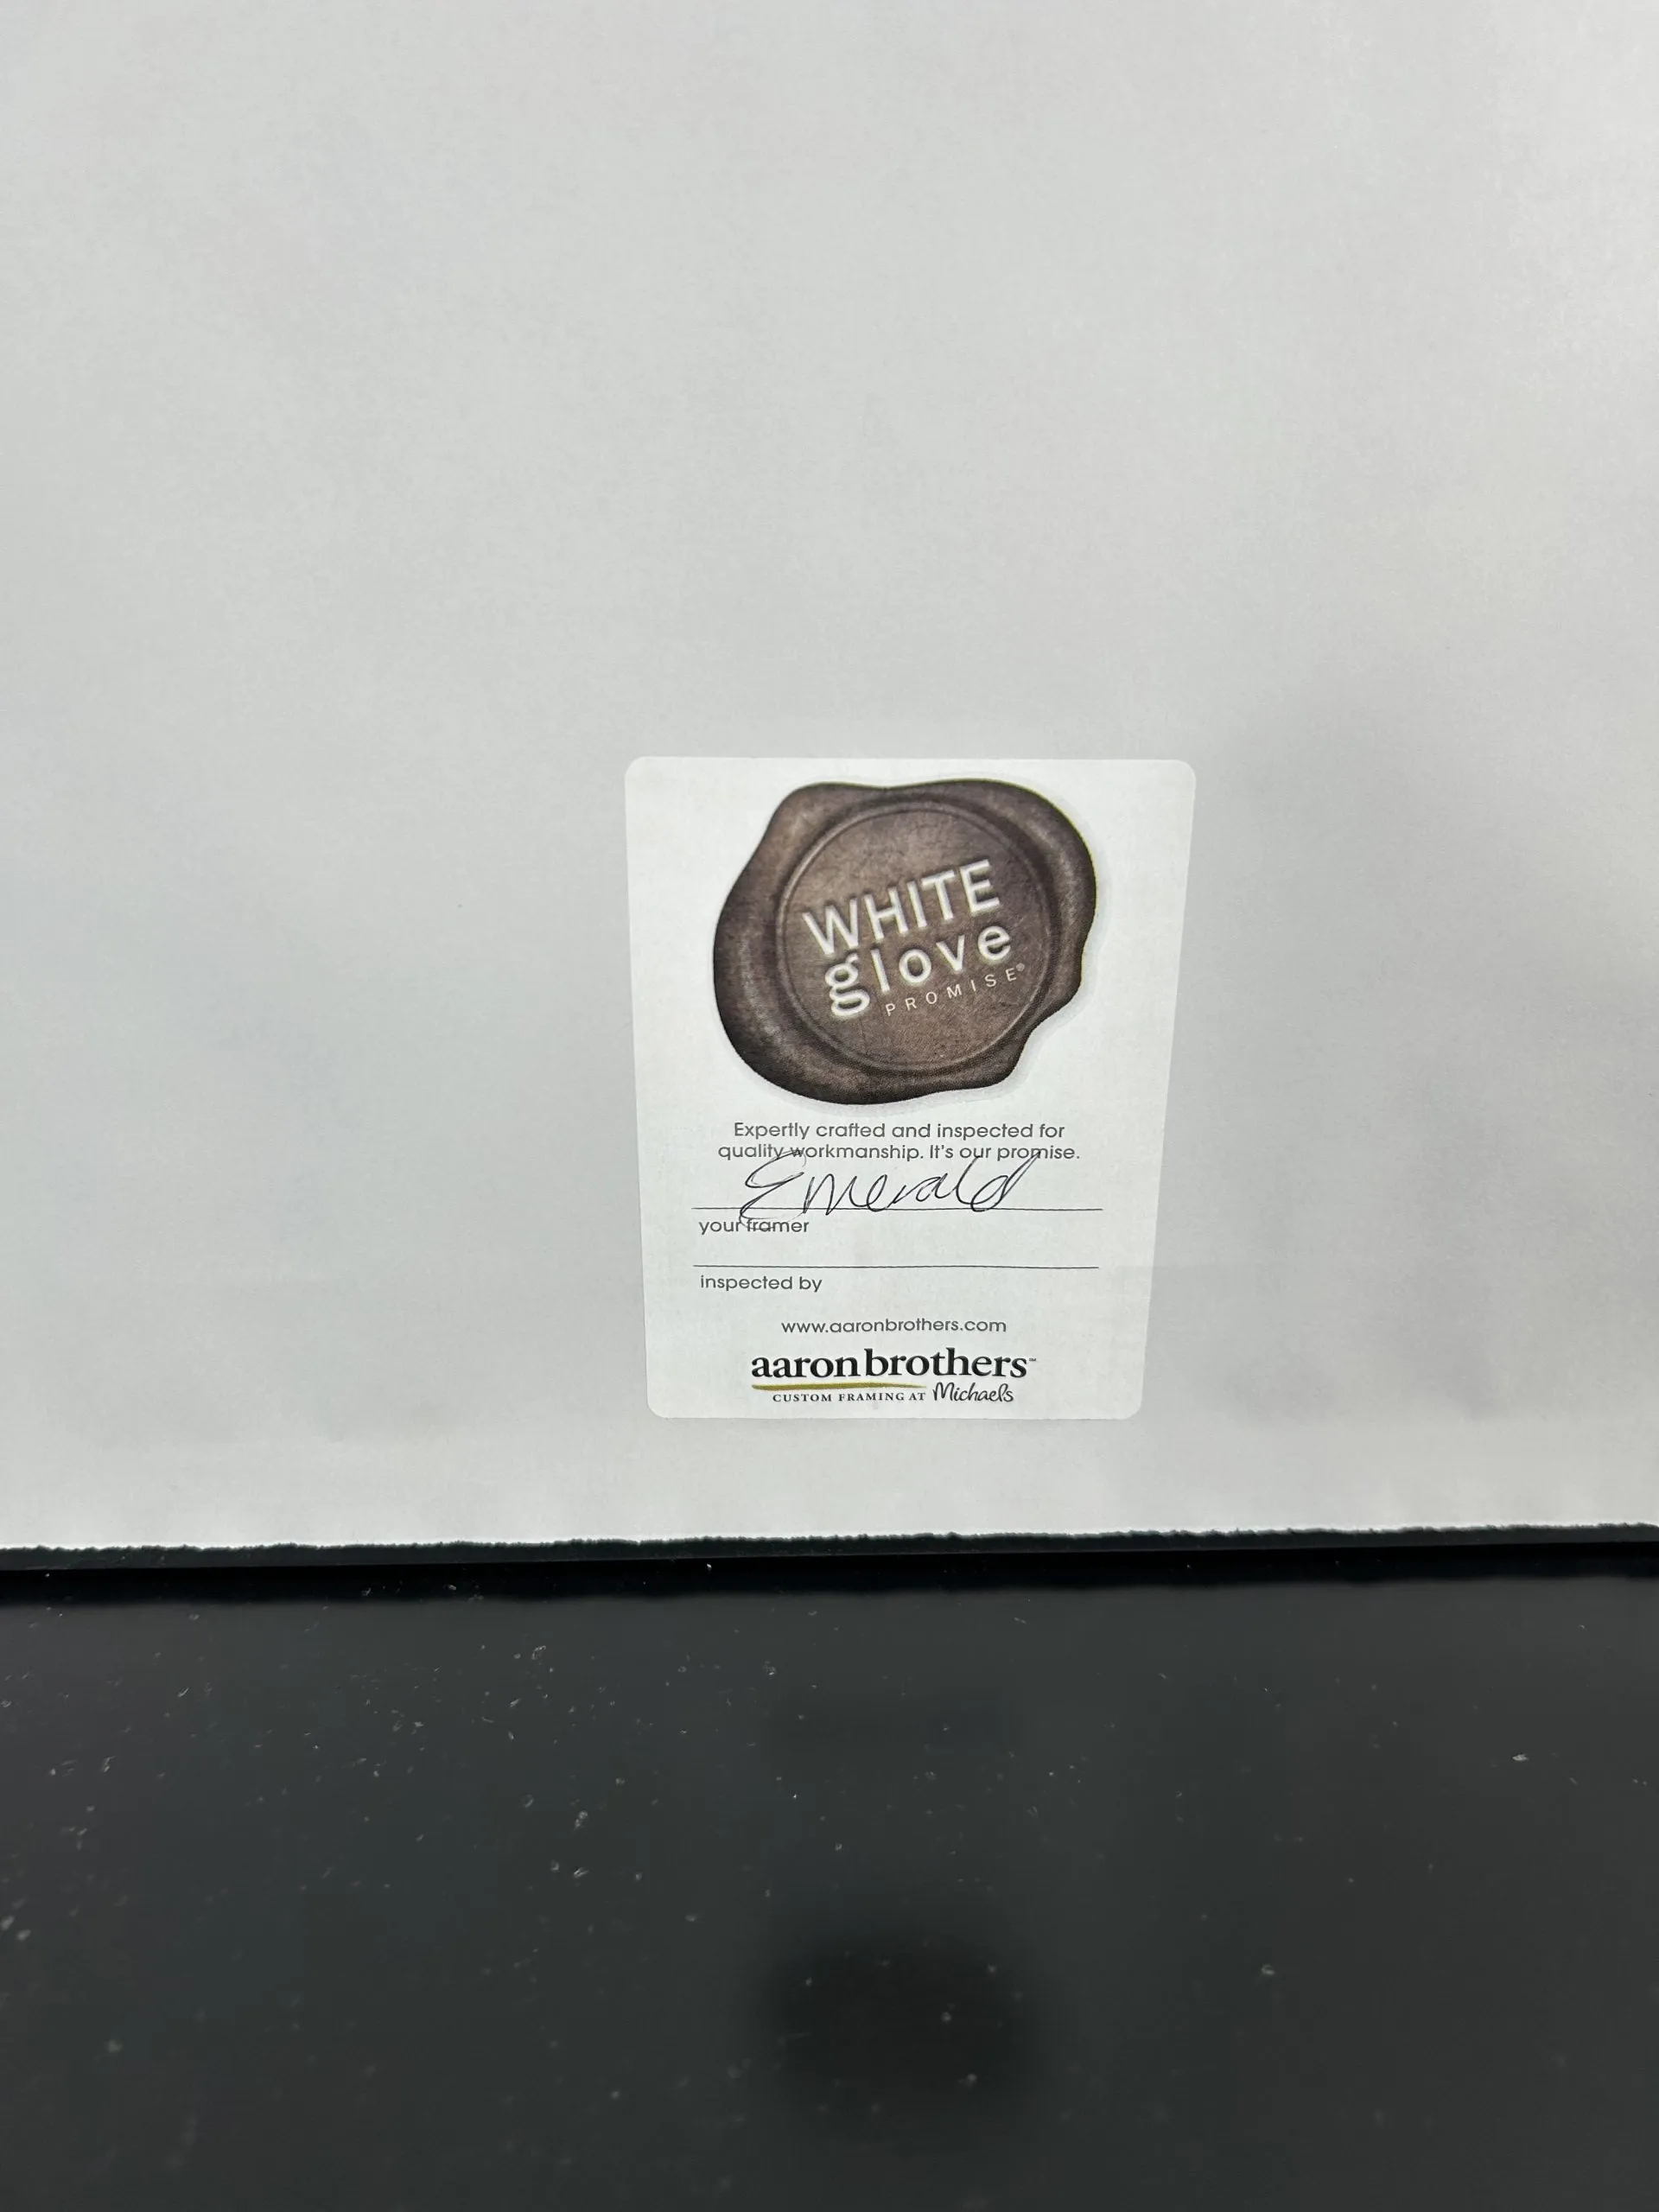 WHITE
glove
PROMISE®
Expertly crafted and inspected for
quality workmanship. It's our promise.
Emerald
your framer
inspected by
www.aaronbrothers.com
aaronbrothers™
CUSTOM FRAMING AT Michaels